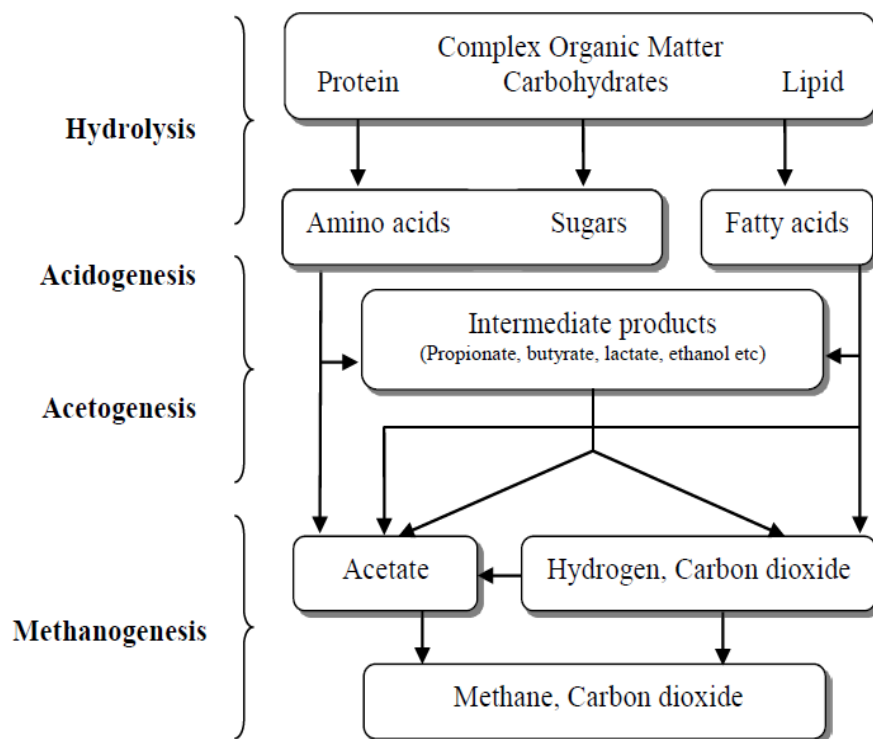 Complex Organic Matter
Protein Carbohydrates Lipid
Hydrolysis
Amino acids Sugars Fatty acids
Acidogenesis
Intermediate products
(Propionate, butyrate, lactate, ethanol etc)
Acetogenesis
Acetate Hydrogen, Carbon dioxide
Methanogenesis
Methane, Carbon dioxide